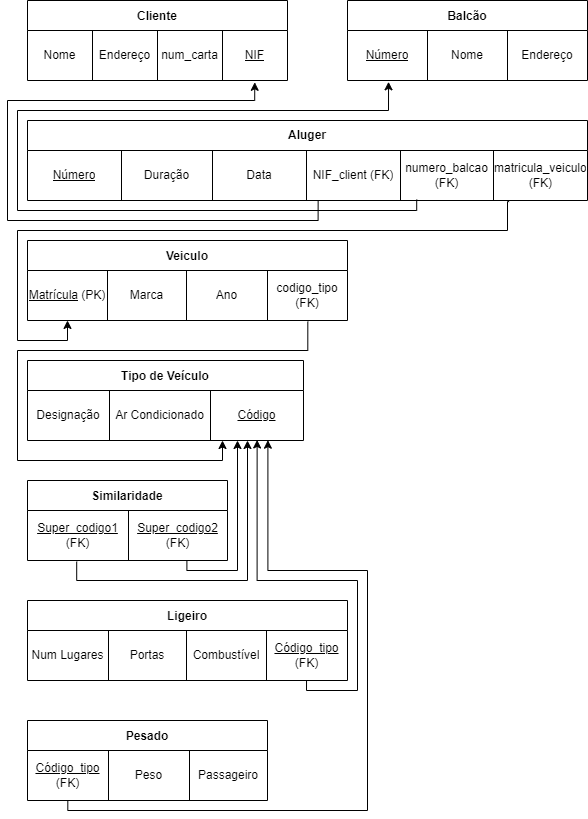 Cliente
Nome Endereço num_carta NIF
Balcão
Número Nome Endereço
Aluger
Número Duração Data NIF_client (FK) numero_balcao (FK) matricula_veiculo (FK)
Veiculo
Matrícula (PK) Marca Ano codigo_tipo (FK)
Tipo de Veículo
Designação Ar Condicionado Código
Similaridade
Super_codigo1 (FK) Super_codigo2 (FK)
Ligeiro
Num Lugares Portas Combustível Código_tipo (FK)
Pesado
Código_tipo (FK) Peso Passageiro